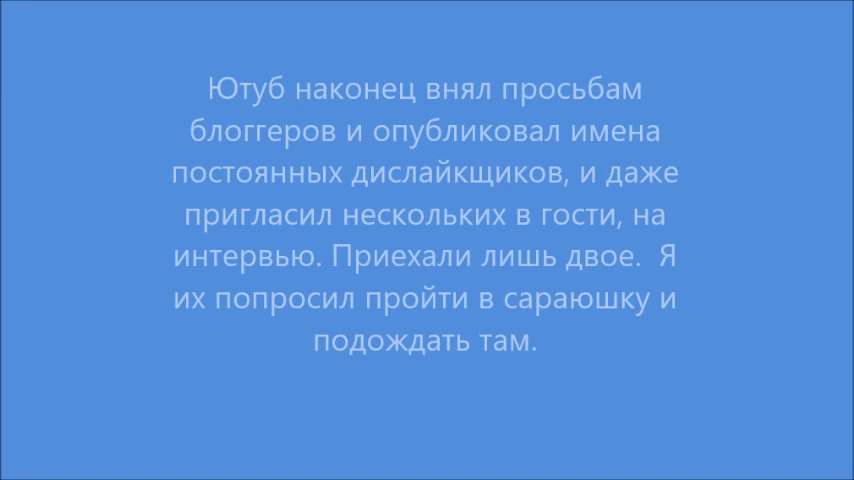 Ютуб наконец внял просьбам
блоггеров и опубликовал имена
постоянных дислайкщиков, и даже
пригласил нескольких в гости, на
интервью. Приехали лишь двое.  Я
их попросил пройти в сараюшку и
подождать там.